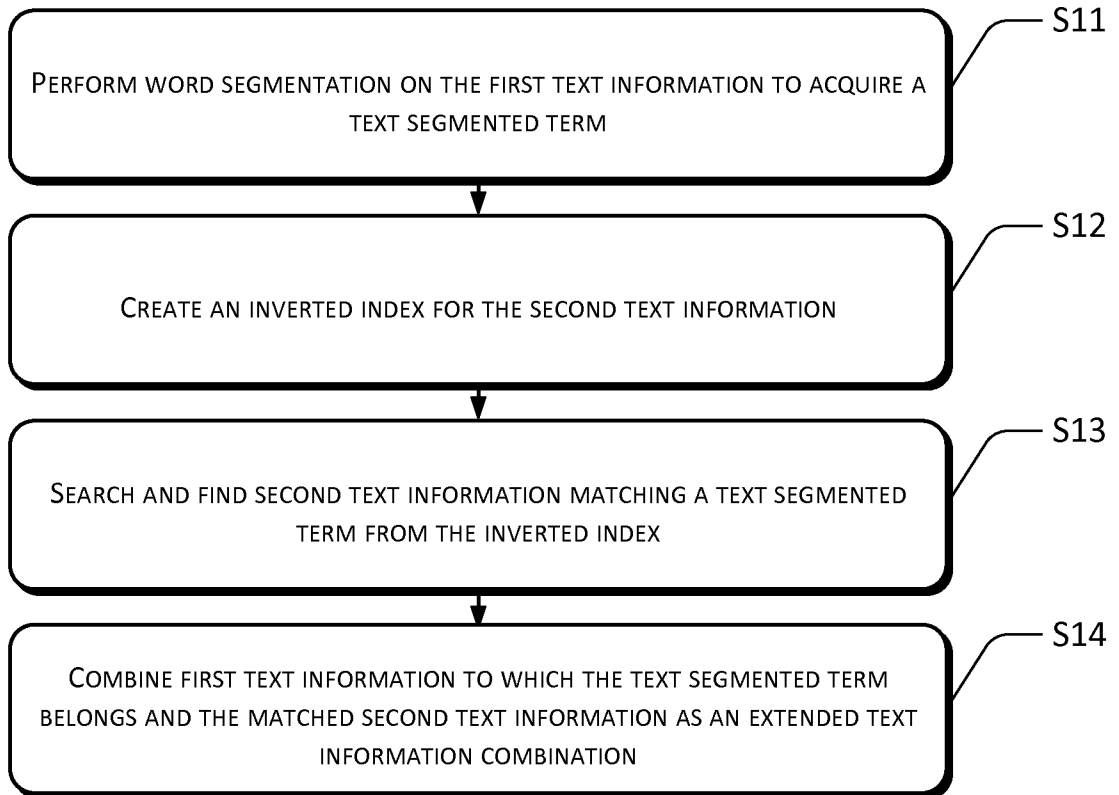 S11
PERFORM WORD SEGMENTATION ON THE FIRST TEXT INFORMATION TO ACQUIRE A
TEXT SEGMENTED TERM
S12
CREATE AN INVERTED INDEX FOR THE SECOND TEXT INFORMATION
S13
SEARCH AND FIND SECOND TEXT INFORMATION MATCHING A TEXT SEGMENTED
TERM FROM THE INVERTED INDEX
S14
COMBINE FIRST TEXT INFORMATION TO WHICH THE TEXT SEGMENTED TERM
BELONGS AND THE MATCHED SECOND TEXT INFORMATION AS AN EXTENDED TEXT
INFORMATION COMBINATION